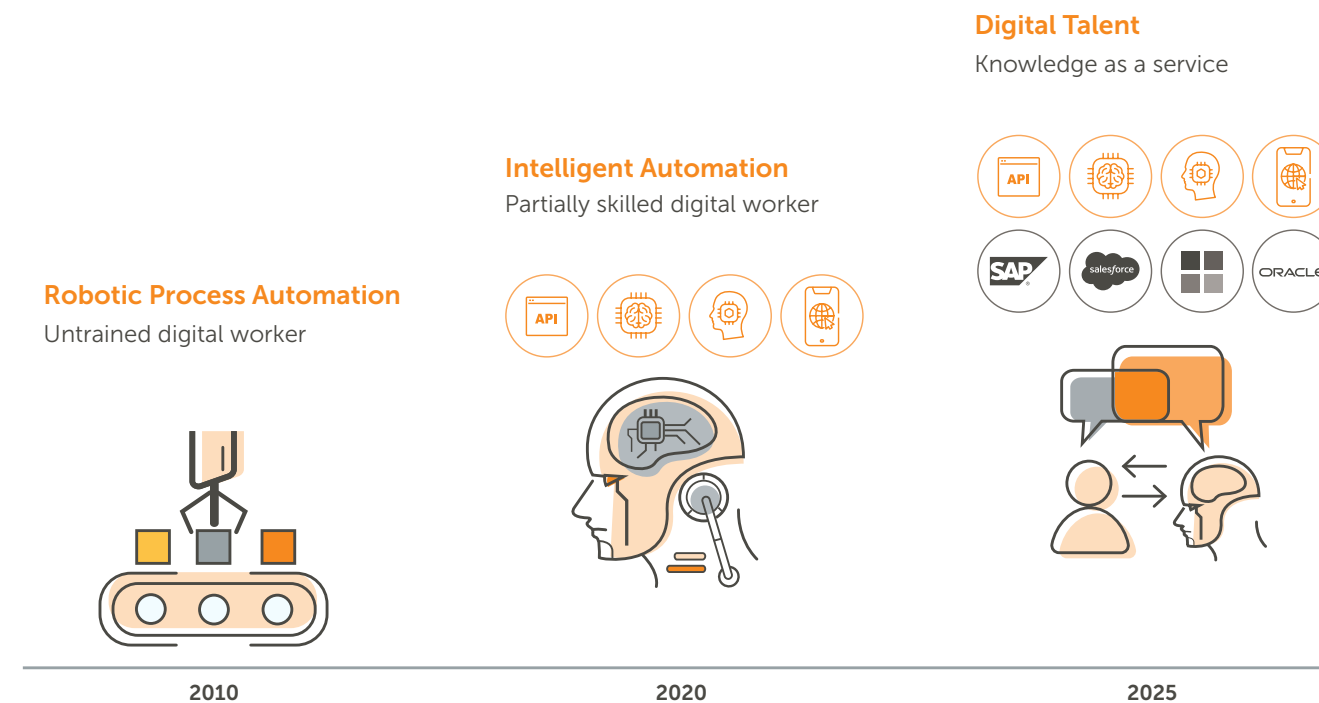 Digital Talent
Knowledge as a service
Intelligent Automation
Partially skilled digital worker
Robotic Process Automation
Untrained digital worker
API
API
SAP
salesforce
ORACLE
2010
2020
2025